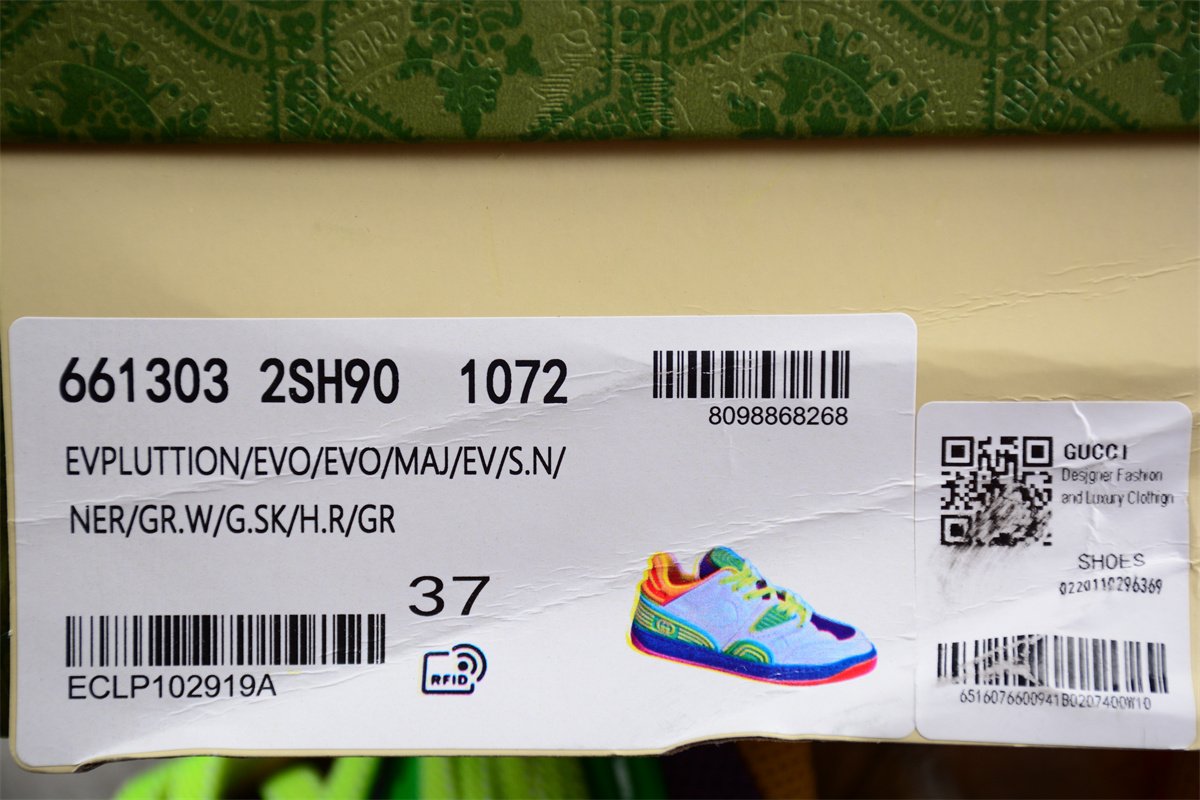 661303 2SH90 1072
8098868268
EVPLUTTION/EVO/EVO/MAJ/EV/S.N/
NER/GR.W/G.SK/H.R/GR
37
ECLP102919A
RFID
GUCCI
Designer Fashion
and Luxury Clothign
SHOES
0220110296369
6516076600941B0207400W10